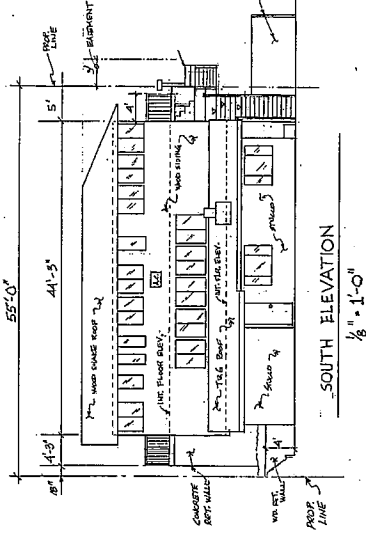 55'-0"
PROP.
LINE
3' EASEMENT
44'-3"
5'
4'-3"
18"
4'
WOOD SHAKE ROOF
WOOD SIDING
INT. FLOOR ELEV.
INT. FLR. ELEV.
T&G ROOF
STUCCO
STUCCO
STUCCO
CONCRETE
RET. WALL
4'
WALL
PROP.
LINE
SOUTH ELEVATION
1/8" = 1'-0"